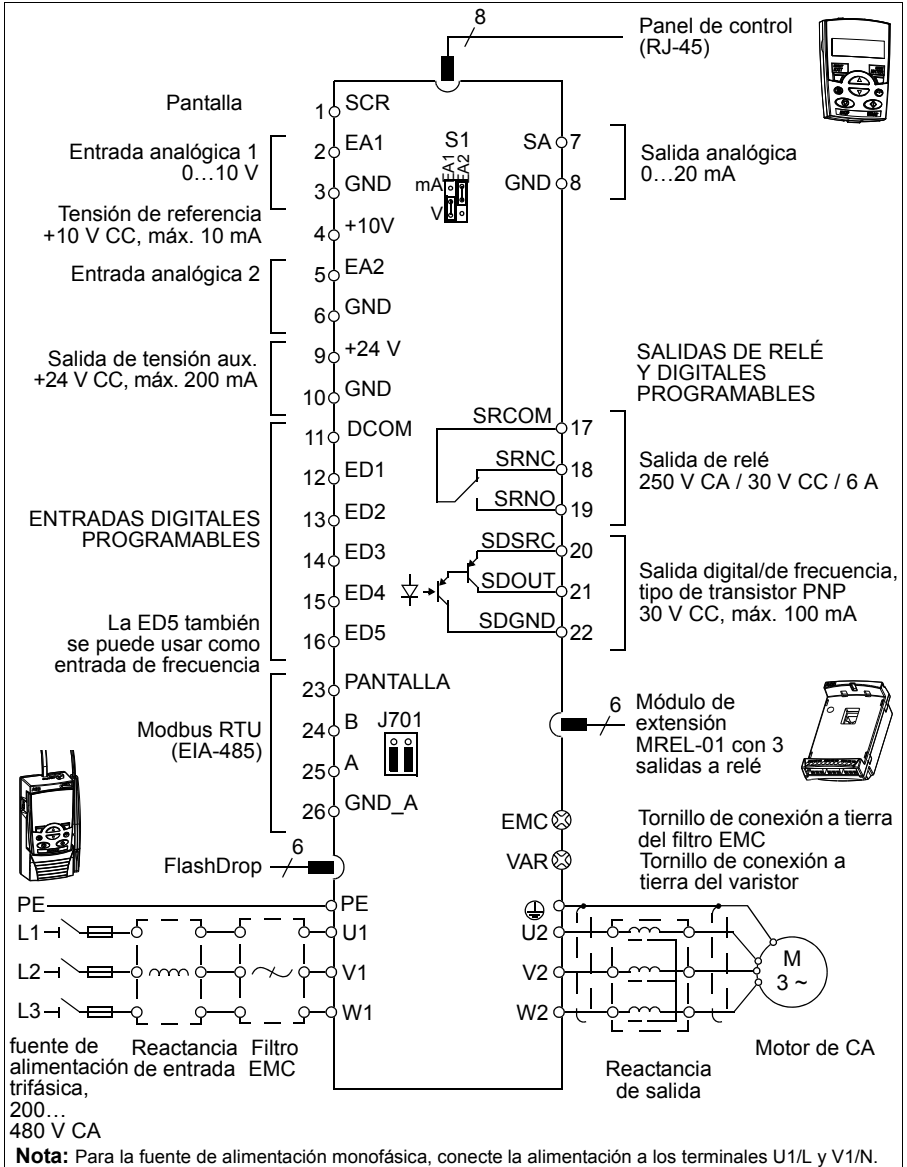 8
Panel de control
(RJ-45)
Pantalla
1 SCR
Entrada analógica 1
0…10 V
2 EA1
3 GND
S1
EA1
EA2
mA
V
SA 7
GND 8
Salida analógica
0…20 mA
Tensión de referencia
+10 V CC, máx. 10 mA
4 +10V
Entrada analógica 2
5 EA2
6 GND
Salida de tensión aux.
+24 V CC, máx. 200 mA
9 +24 V
10 GND
SALIDAS DE RELÉ
Y DIGITALES
PROGRAMABLES
11 DCOM
12 ED1
13 ED2
14 ED3
15 ED4
16 ED5
ENTRADAS DIGITALES
PROGRAMABLES
La ED5 también
se puede usar como
entrada de frecuencia
SRCOM 17
SRNC 18
SRNO 19
Salida de relé
250 V CA / 30 V CC / 6 A
SDSRC 20
SDOUT 21
SDGND 22
Salida digital/de frecuencia,
tipo de transistor PNP
30 V CC, máx. 100 mA
23 PANTALLA
24 B
25 A
26 GND_A
J701
Modbus RTU
(EIA-485)
6
Módulo de
extensión
MREL-01 con 3
salidas a relé
FlashDrop
6
EMC
VAR
Tornillo de conexión a tierra
del filtro EMC
Tornillo de conexión a
tierra del varistor
PE
PE
L1
U1
U2
L2
V1
V2
L3
W1
W2
M
3 ~
fuente de
alimentación
trifásica,
200…
480 V CA
Reactancia
de entrada
Filtro
EMC
Reactancia
de salida
Motor de CA
Nota: Para la fuente de alimentación monofásica, conecte la alimentación a los terminales U1/L y V1/N.